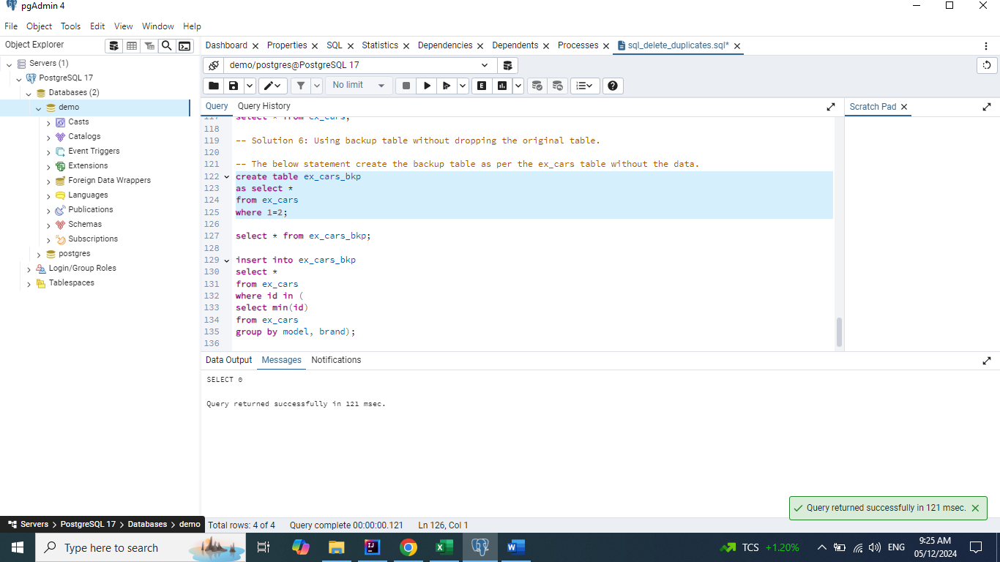 pgAdmin 4
File Object Tools Edit View Window Help
Object Explorer
Servers (1)
PostgreSQL 17
Databases (2)
demo
Casts
Catalogs
Event Triggers
Extensions
Foreign Data Wrappers
Languages
Publications
Schemas
Subscriptions
postgres
Login/Group Roles
Tablespaces
Dashboard Properties SQL Statistics Dependencies Dependents Processes sql_delete_duplicates.sql*
demo/postgres@PostgreSQL 17
No limit
E
Query Query History
Scratch Pad
117 select * from ex_cars;
118
119 -- Solution 6: Using backup table without dropping the original table.
120
121 -- The below statement create the backup table as per the ex_cars table without the data.
122 create table ex_cars_bkp
123 as select *
124 from ex_cars
125 where 1=2;
126
127 select * from ex_cars_bkp;
128
129 insert into ex_cars_bkp
130 select *
131 from ex_cars
132 where id in (
133 select min(id)
134 from ex_cars
135 group by model, brand);
136
Data Output Messages Notifications
SELECT 0
Query returned successfully in 121 msec.
Query returned successfully in 121 msec.
Servers > PostgreSQL 17 > Databases > demo
Total rows: 4 of 4 Query complete 00:00:00.121 Ln 126, Col 1
Type here to search
TCS +1.20%
ENG
9:25 AM
05/12/2024